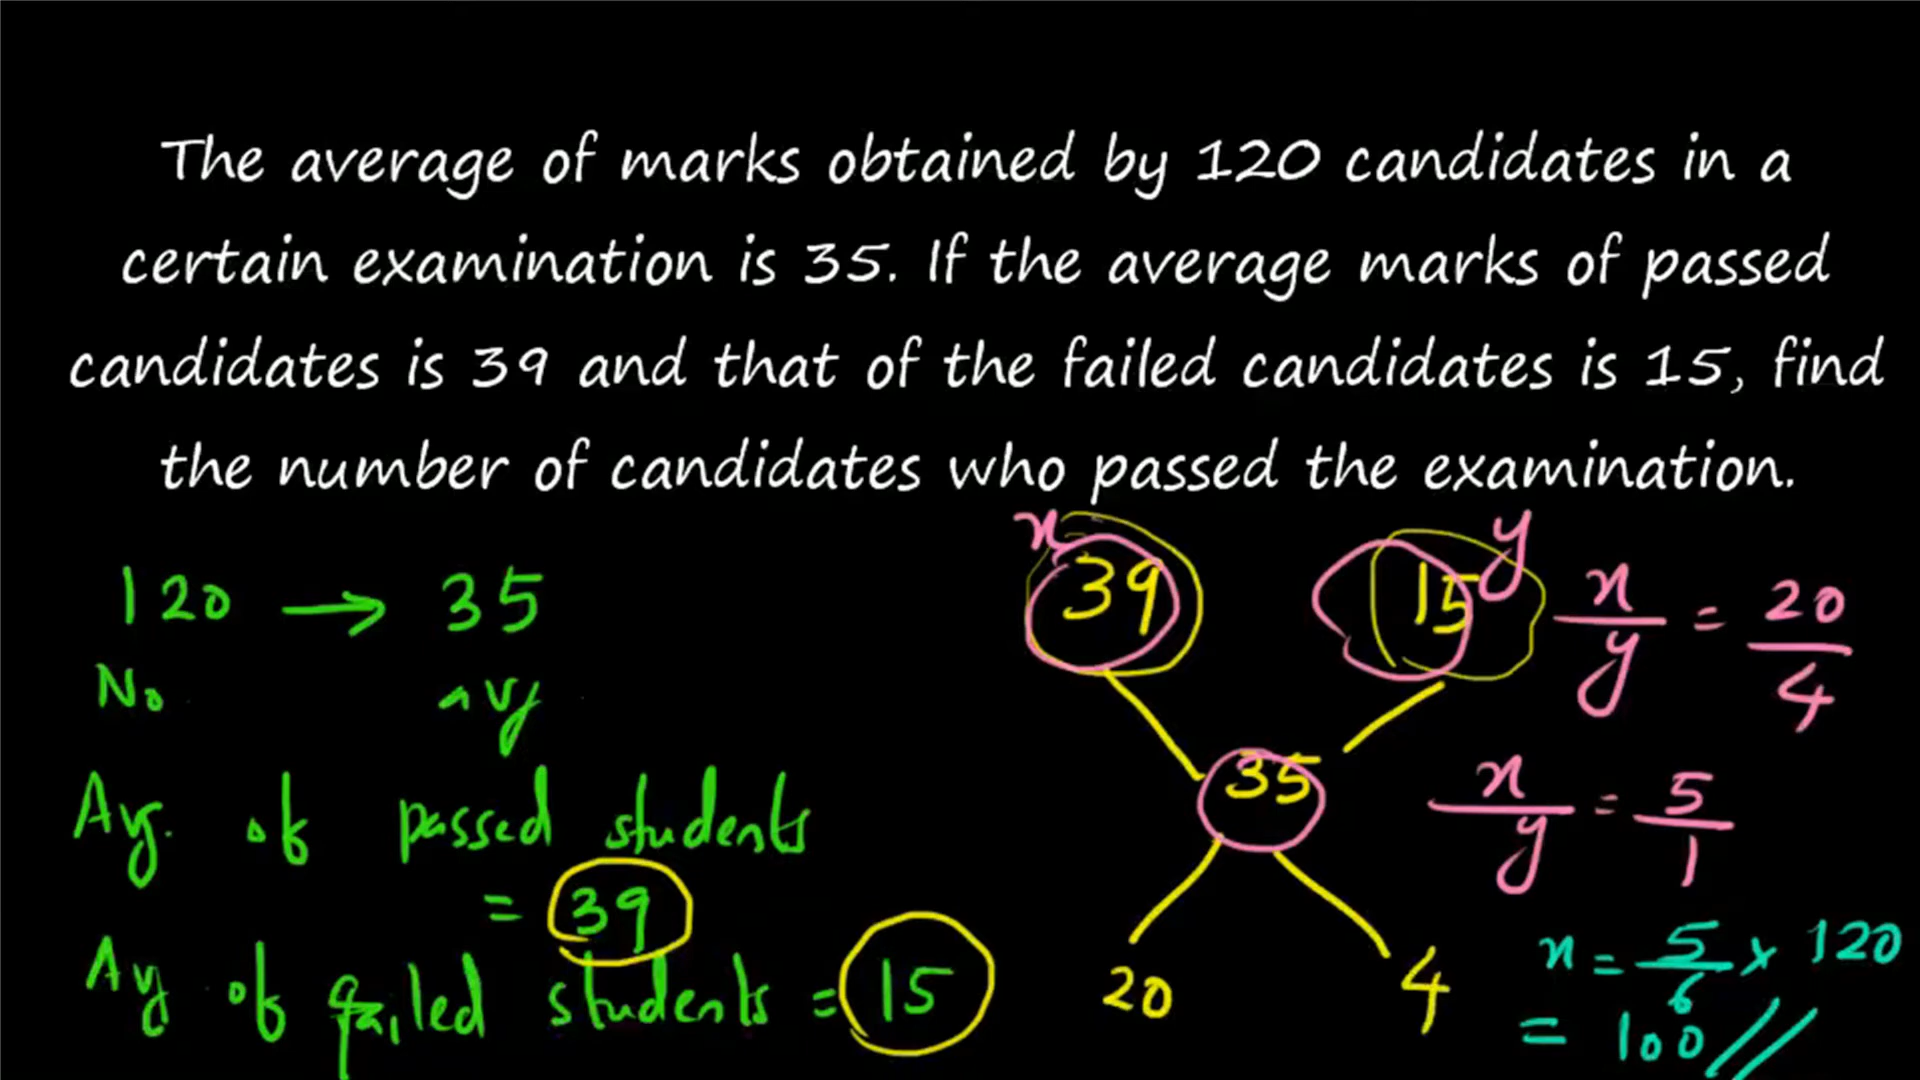 The average of marks obtained by 120 candidates in a
certain examination is 35. If the average marks of passed
candidates is 39 and that of the failed candidates is 15, find
the number of candidates who passed the examination.
120 → 35
No avg
Avg. of passed students
= 39
Avg of failed students = 15
x y
39 15
35
20 4
x/y = 20/4
x/y = 5/1
x = 5/6 × 120
= 100 //